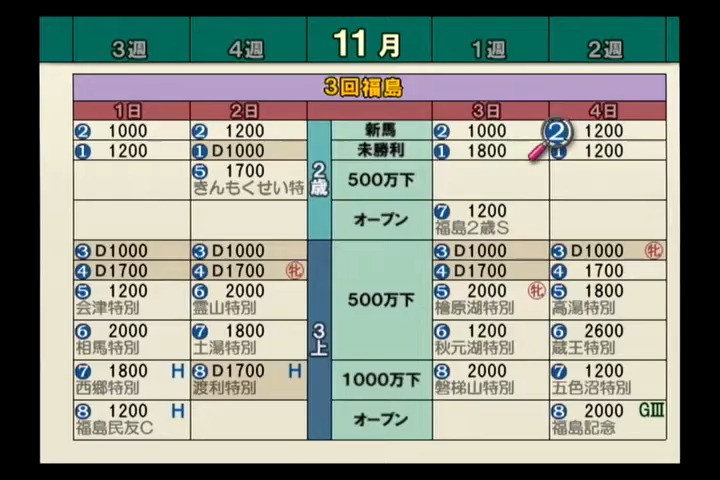 3週 4週 11月 1週 2週
3回福島
1日 2日 3日 4日
② 1000 ② 1200 新馬 ② 1000 ② 1200
① 1200 ① D1000 未勝利 ① 1800 ① 1200
2歳
⑤ 1700 500万下
きんもくせい特
オープン ⑦ 1200
福島2歳S
③ D1000 ③ D1000 ③ D1000 ③ D1000 牝
④ D1700 ④ D1700 牝 ④ D1700 ④ 1700
3上
⑤ 1200 ⑥ 2000 500万下 ⑤ 2000 牝 ⑤ 1800
会津特別 霊山特別 檜原湖特別 高湯特別
⑥ 2000 ⑦ 1800 ⑥ 1200 ⑥ 2600
相馬特別 土湯特別 秋元湖特別 蔵王特別
⑦ 1800 H ⑧ D1700 H 1000万下 ⑧ 2000 ⑦ 1200
西郷特別 渡利特別 磐梯山特別 五色沼特別
⑧ 1200 H オープン ⑧ 2000 GⅢ
福島民友C 福島記念